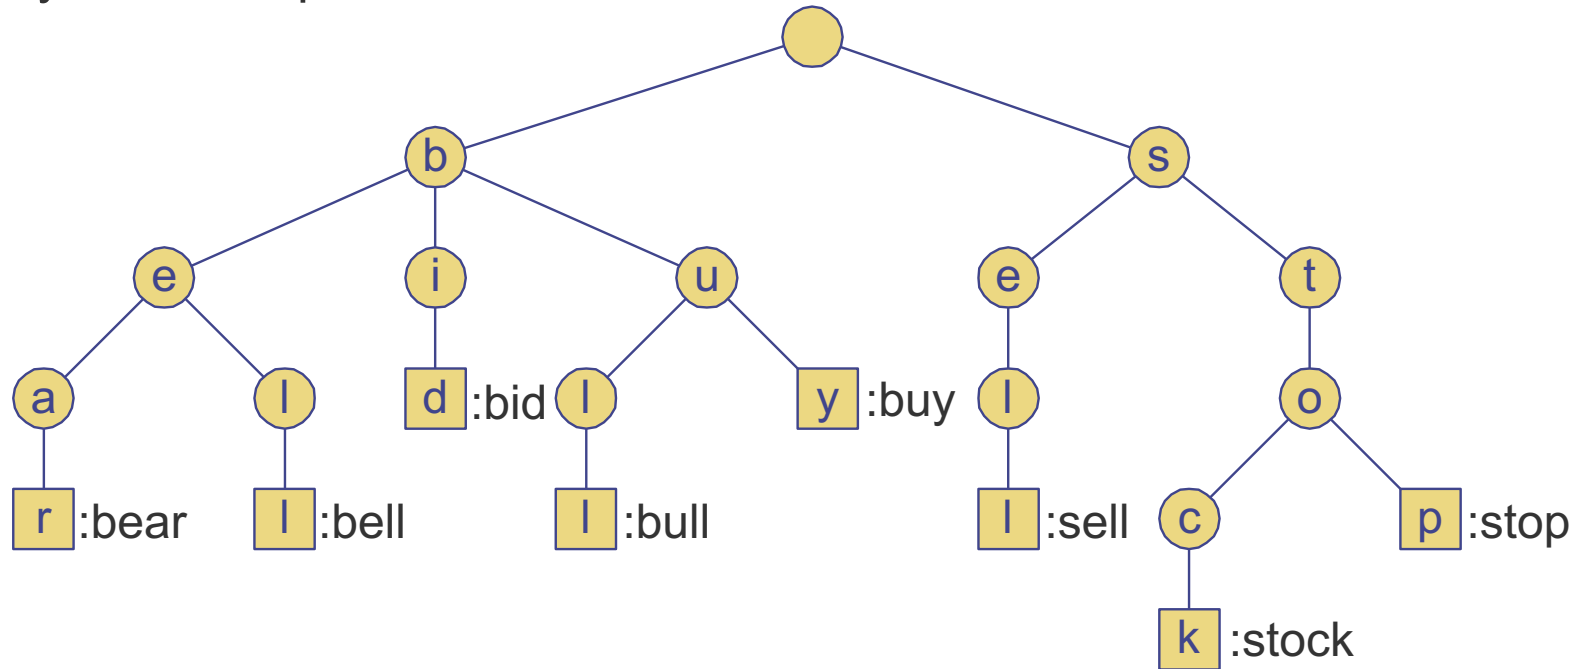 b s
e i u e t
a l d :bid l y :buy l o
r :bear l :bell l :bull l :sell c p :stop
k :stock